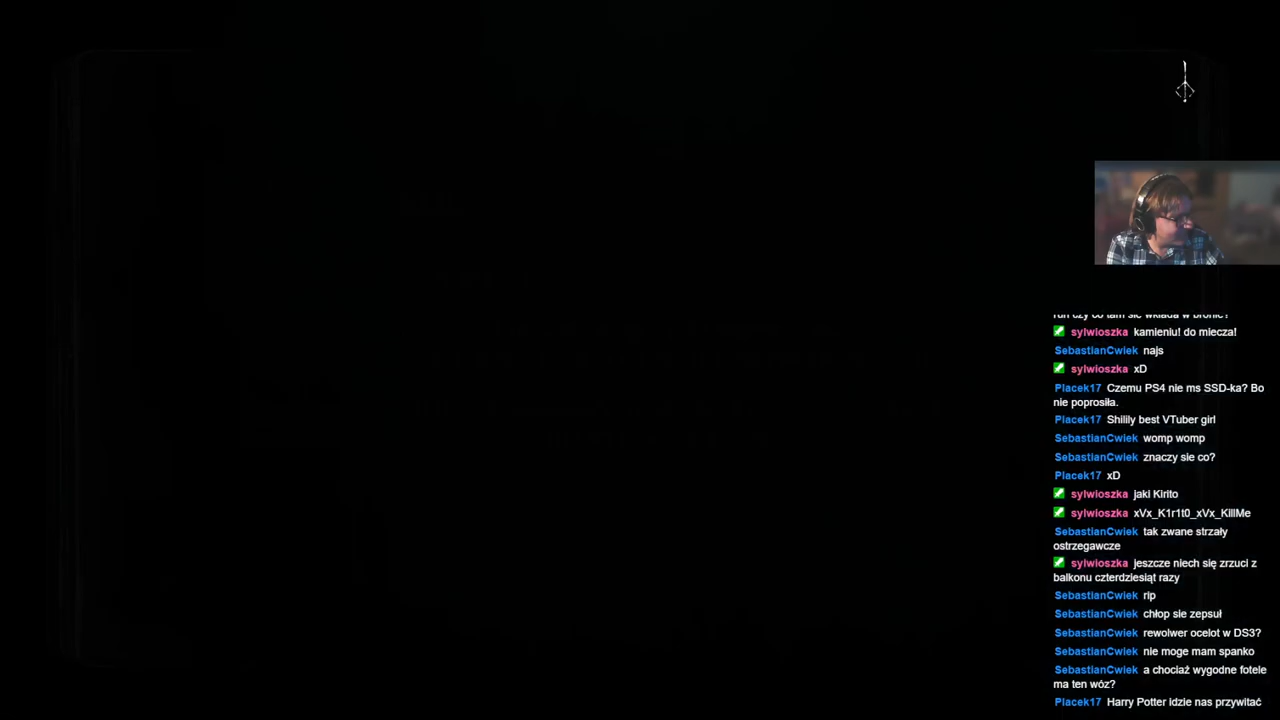 sylwioszka kamieniu! do miecza!
SebastianCwiek najs
sylwioszka xD
Placek17 Czemu PS4 nie ms SSD-ka? Bo
nie poprosiła.
Placek17 Shilily best VTuber girl
SebastianCwiek womp womp
SebastianCwiek znaczy sie co?
Placek17 xD
sylwioszka jaki Kirito
sylwioszka xVx_K1r1t0_xVx_KillMe
SebastianCwiek tak zwane strzały
ostrzegawcze
sylwioszka jeszcze niech się zrzuci z
balkonu czterdziesiąt razy
SebastianCwiek rip
SebastianCwiek chłop sie zepsuł
SebastianCwiek rewolwer ocelot w DS3?
SebastianCwiek nie moge mam spanko
SebastianCwiek a chociaż wygodne fotele
ma ten wóz?
Placek17 Harry Potter idzie nas przywitać